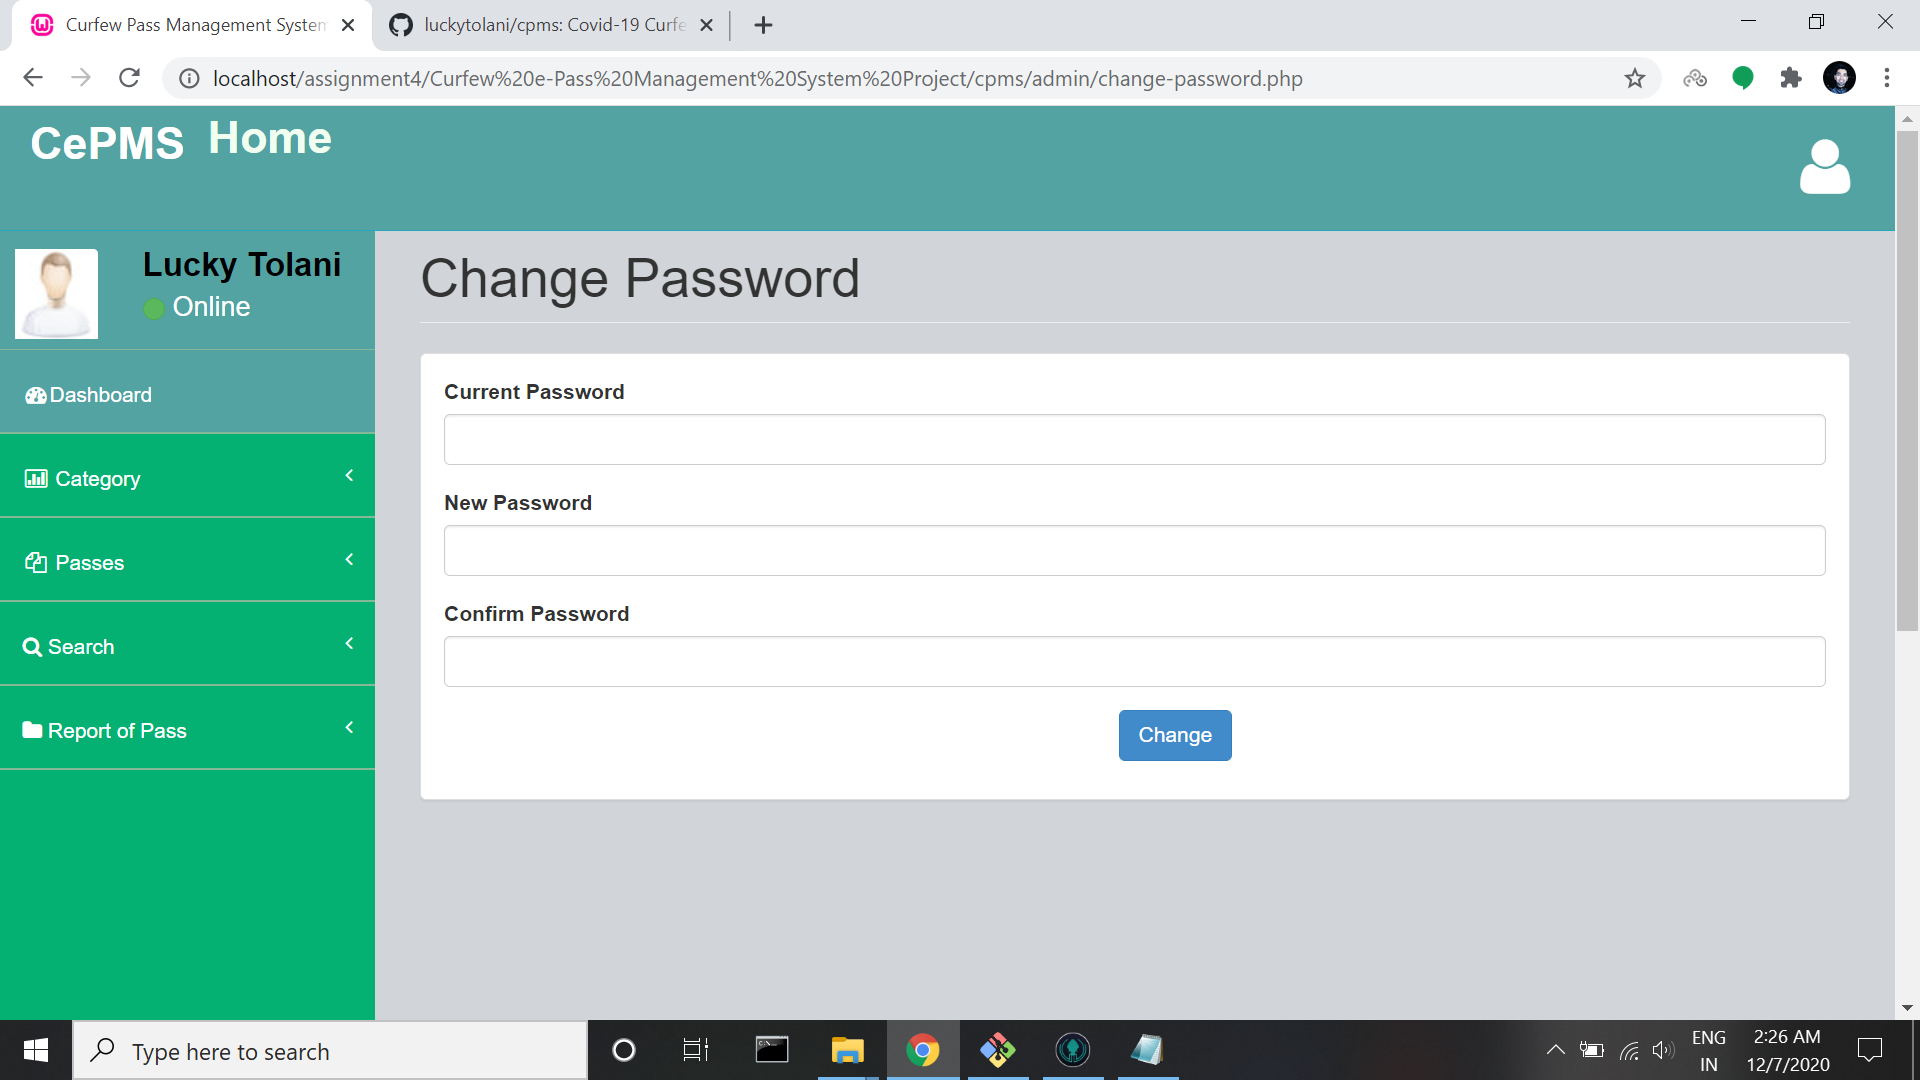 Curfew Pass Management System
luckytolani/cpms: Covid-19 Curfe
localhost/assignment4/Curfew%20e-Pass%20Management%20System%20Project/cpms/admin/change-password.php
CePMS Home
Lucky Tolani
Online
Dashboard
Category
Passes
Search
Report of Pass
Change Password
Current Password
New Password
Confirm Password
Change
Type here to search
ENG
IN
2:26 AM
12/7/2020